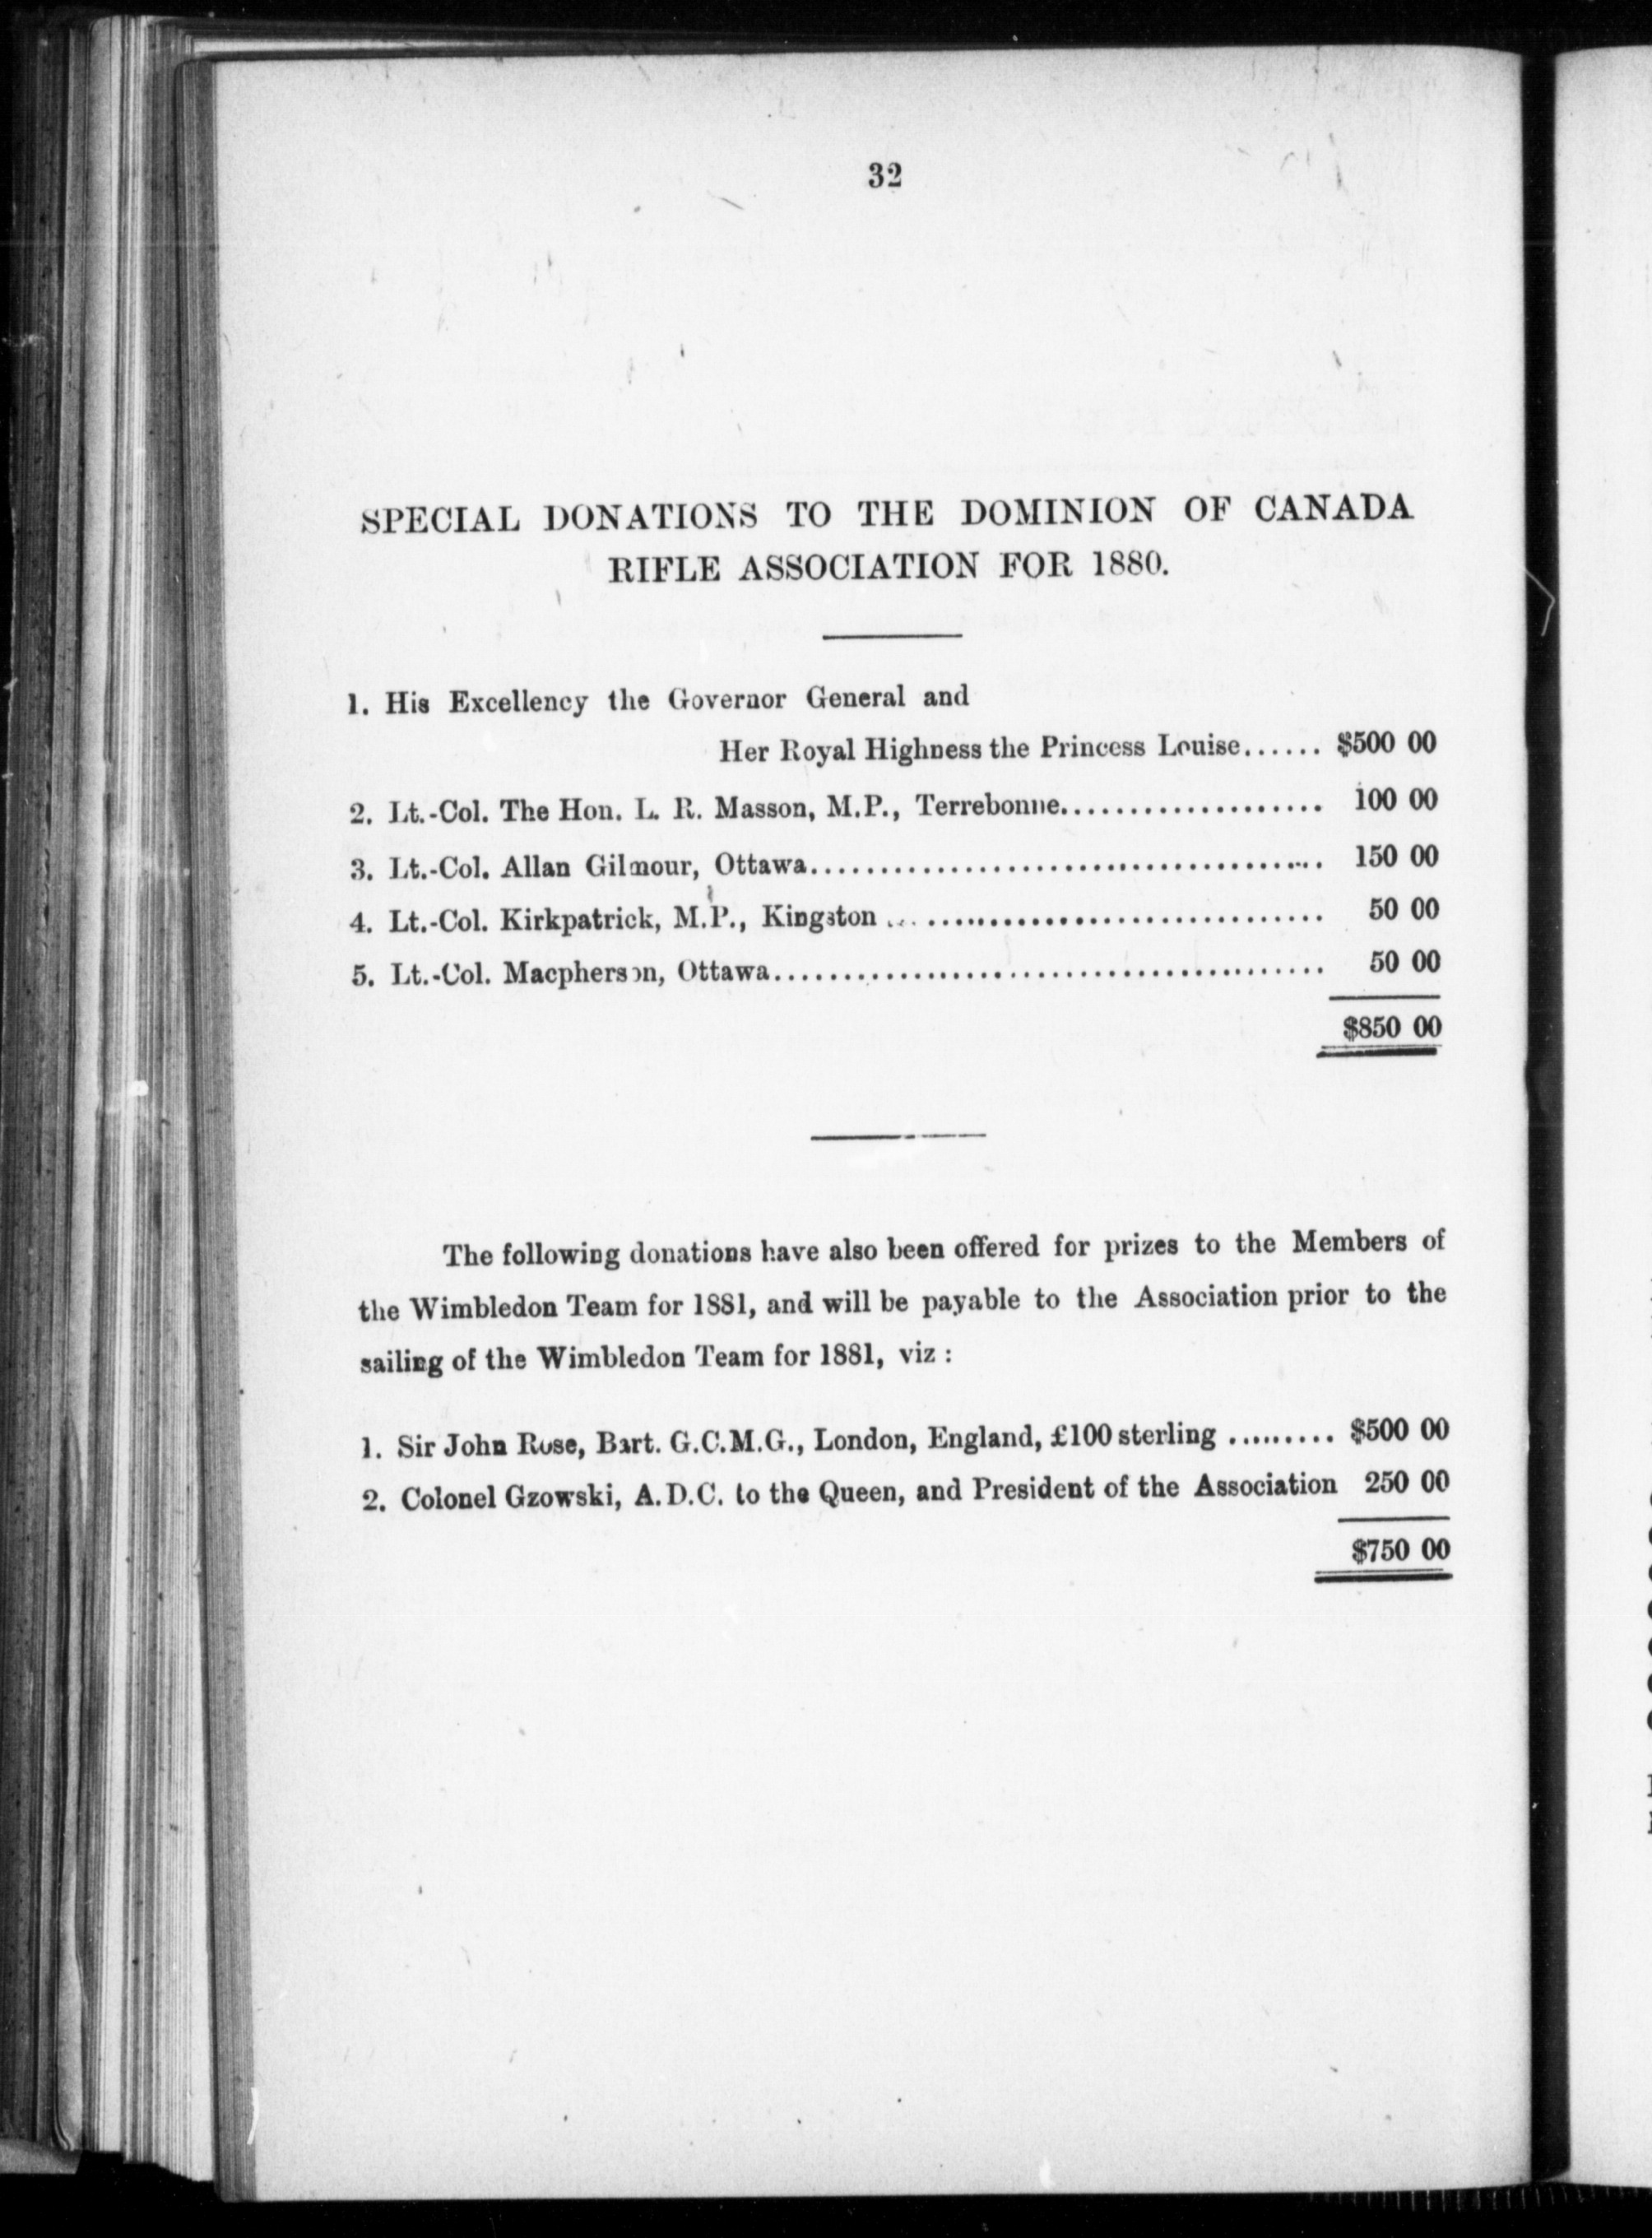 32
SPECIAL DONATIONS TO THE DOMINION OF CANADA
RIFLE ASSOCIATION FOR 1880.
1. His Excellency the Governor General and
Her Royal Highness the Princess Louise...... $500 00
2. Lt.-Col. The Hon. L. R. Masson, M.P., Terrebonne................... 100 00
3. Lt.-Col. Allan Gilmour, Ottawa..................................... 150 00
4. Lt.-Col. Kirkpatrick, M.P., Kingston .............................. 50 00
5. Lt.-Col. Macpherson, Ottawa....................................... 50 00
$850 00
The following donations have also been offered for prizes to the Members of
the Wimbledon Team for 1881, and will be payable to the Association prior to the
sailing of the Wimbledon Team for 1881, viz :
1. Sir John Rose, Bart. G.C.M.G., London, England, £100 sterling ......... $500 00
2. Colonel Gzowski, A.D.C. to the Queen, and President of the Association 250 00
$750 00